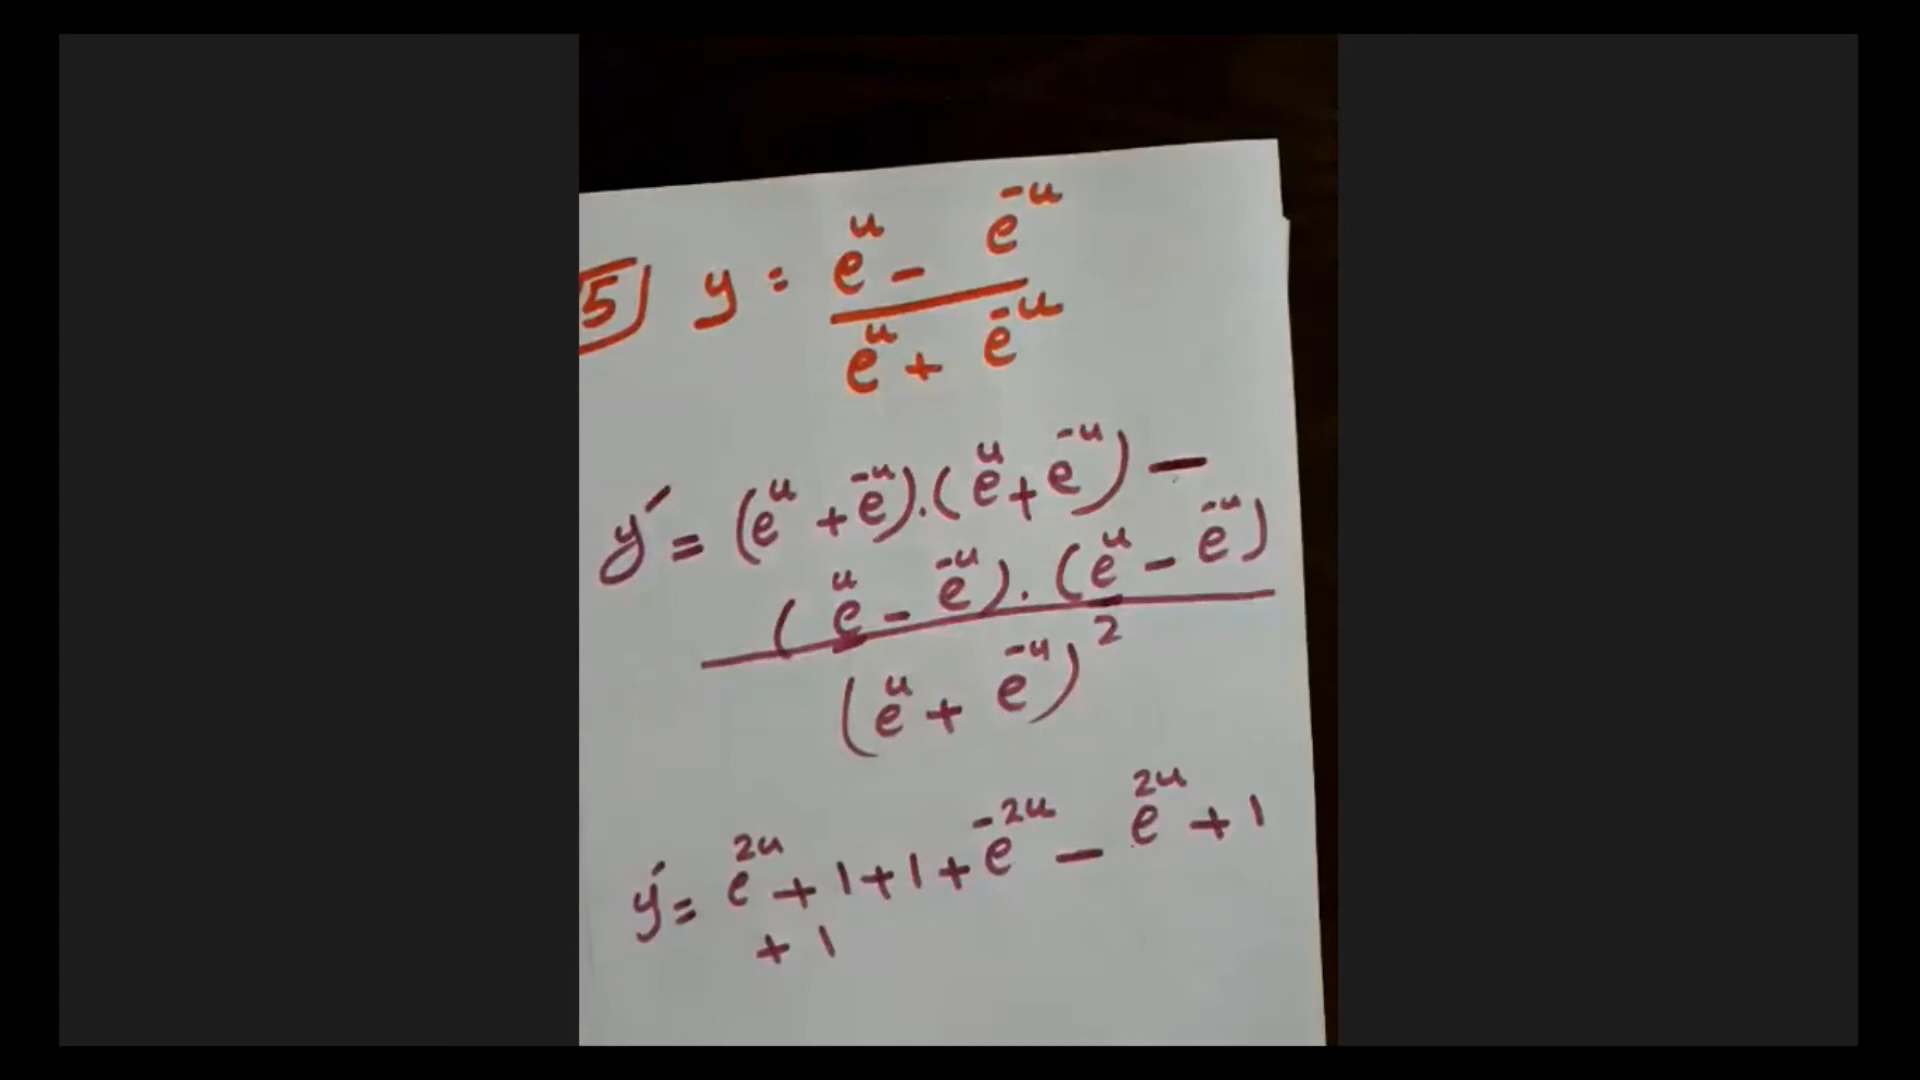 5) y = e^u - e^-u
e^u + e^-u
y' = (e^u + e^-u).(e^u + e^-u) -
(e^u - e^-u).(e^u - e^-u)
(e^u + e^-u)^2
y' = e^2u + 1 + 1 + e^-2u - e^2u + 1
+ 1